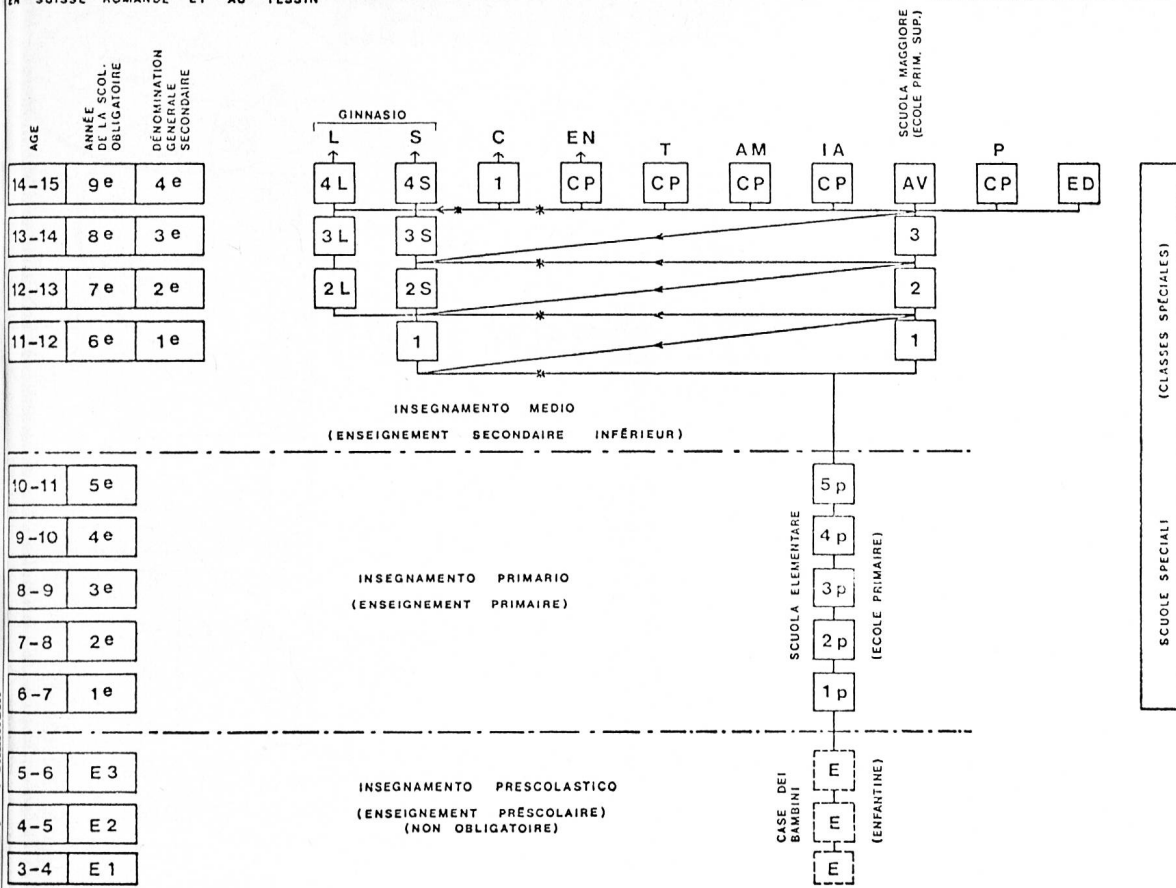 EN SUISSE ROMANDE ET AU TESSIN
AGE
ANNÉE
DE LA SCOL.
OBLIGATOIRE
DÉNOMINATION
GENERALE
SECONDAIRE
GINNASIO
SCUOLA MAGGIORE
(ECOLE PRIM. SUP.)
L S C EN T AM IA P
14-15 9e 4e 4L 4S 1 CP CP CP CP AV CP ED
13-14 8e 3e 3L 3S 3
12-13 7e 2e 2L 2S 2
11-12 6e 1e 1 1
INSEGNAMENTO MEDIO
(ENSEIGNEMENT SECONDAIRE INFÉRIEUR)
10-11 5e 5p
9-10 4e 4p
8-9 3e 3p
7-8 2e 2p
6-7 1e 1p
INSEGNAMENTO PRIMARIO
(ENSEIGNEMENT PRIMAIRE)
SCUOLA ELEMENTARE
(ECOLE PRIMAIRE)
5-6 E3 E
4-5 E2 E
3-4 E1 E
INSEGNAMENTO PRESCOLASTICO
(ENSEIGNEMENT PRÉSCOLAIRE)
(NON OBLIGATOIRE)
CASE DEI
BAMBINI
(ENFANTINE)
SCUOLE SPECIALI (CLASSES SPÉCIALES)